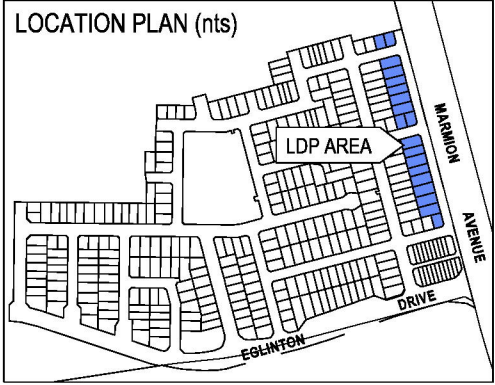 LOCATION PLAN (nts)
LDP AREA
MARMION
AVENUE
EGLINTON
DRIVE